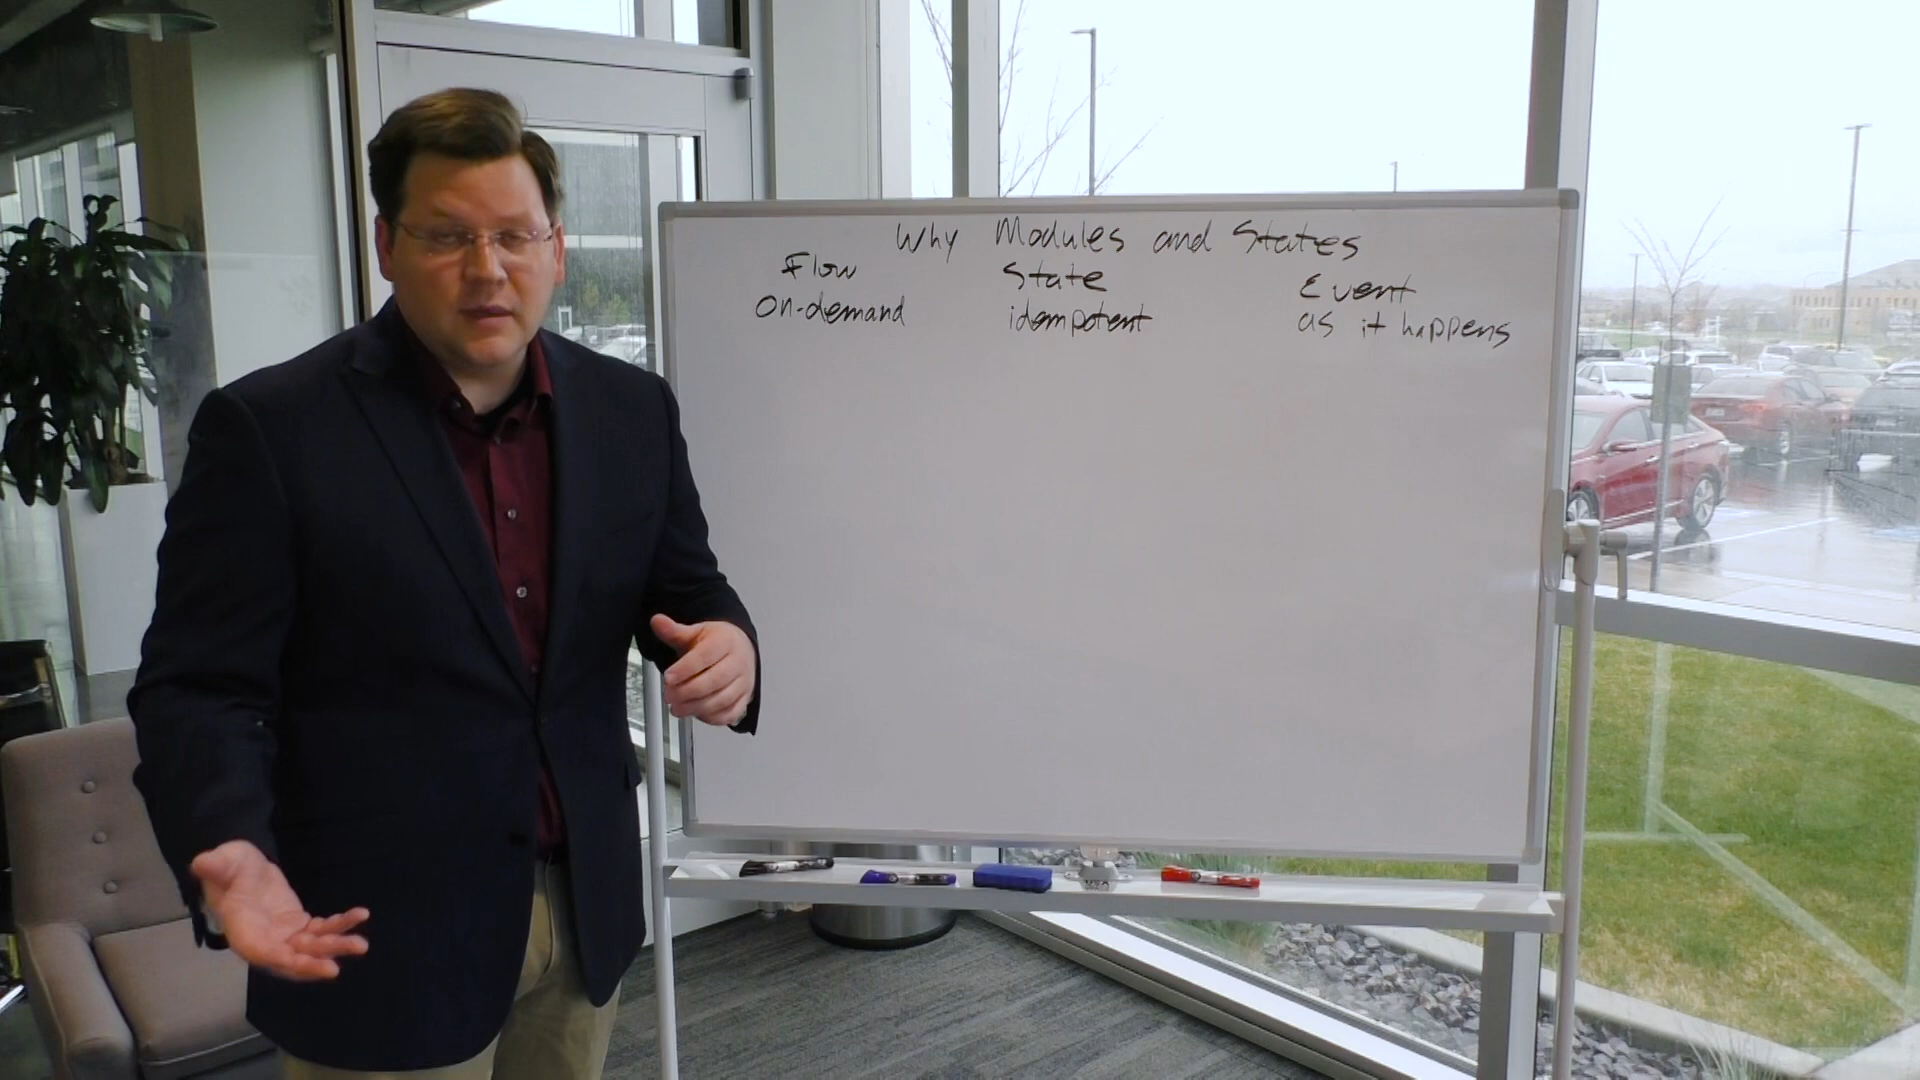 Why Modules and States
Flow State Event
On-demand idempotent as it happens